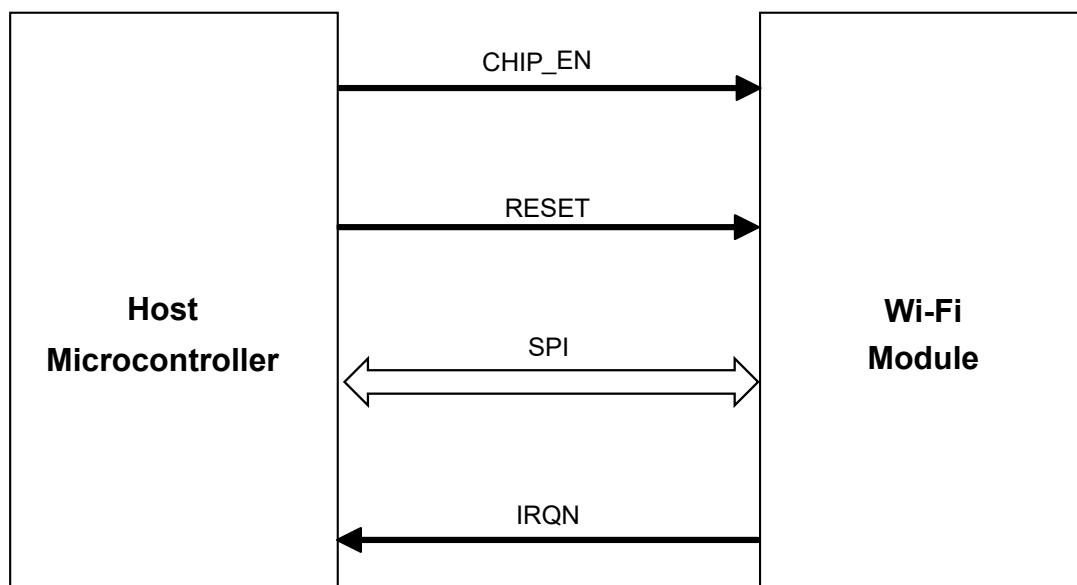 CHIP_EN
RESET
Host
Microcontroller
SPI
Wi-Fi
Module
IRQN